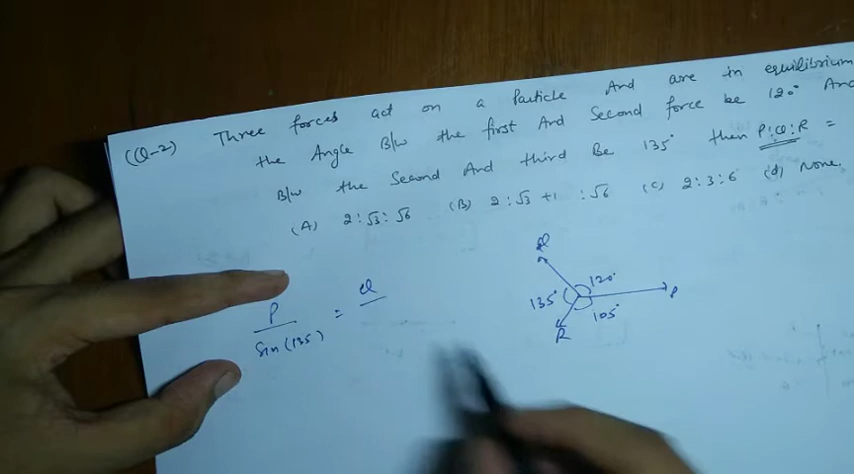 (Q-2) Three forces act on a Particle And are in equilibrium
the Angle B/w the first And Second force be 120° And
B/w the Second And third Be 135° then P:Q:R =
(A) 2:√3:√6 (B) 2:√3+1:√6 (C) 2:3:6 (d) None.
Q
120°
135°
P
105°
R
P/Sin(135) = Q